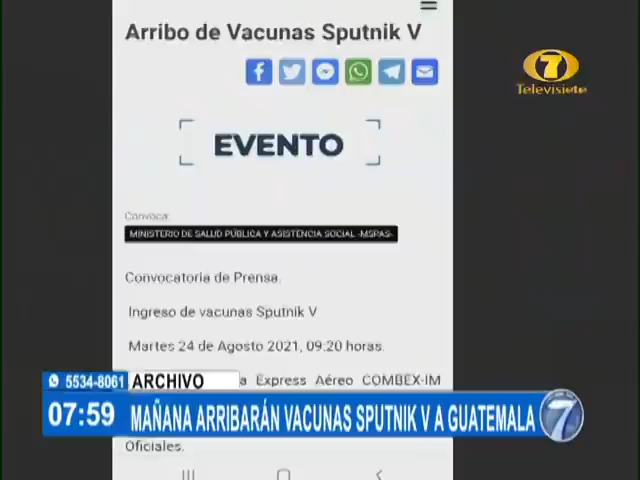 Arribo de Vacunas Sputnik V
7
Televisiete
EVENTO
Convoca:
MINISTERIO DE SALUD PÚBLICA Y ASISTENCIA SOCIAL -MSPAS-
Convocatoria de Prensa.
Ingreso de vacunas Sputnik V
Martes 24 de Agosto 2021, 09:20 horas.
5534-8061 ARCHIVO
a Express Aéreo COMBEX-IM
07:59 MAÑANA ARRIBARÁN VACUNAS SPUTNIK V A GUATEMALA 7
Oficiales.